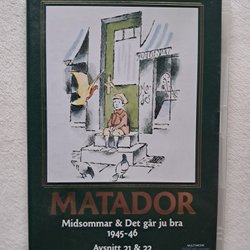 MATADOR
Midsommar & Det går ju bra
1945-46
Avsnitt 21 & 22